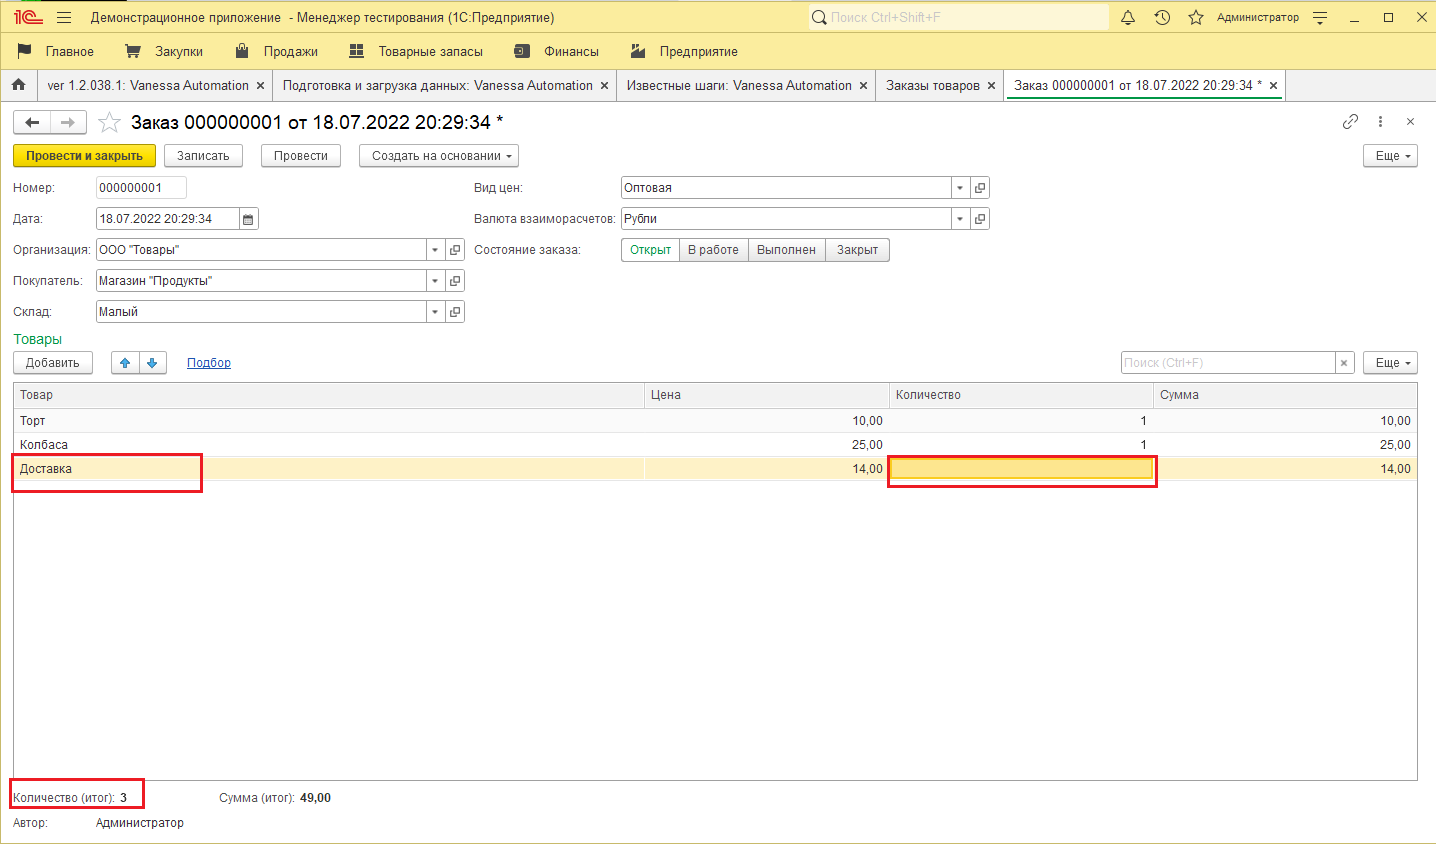 1С Демонстрационное приложение - Менеджер тестирования (1С:Предприятие) Поиск Ctrl+Shift+F Администратор
Главное Закупки Продажи Товарные запасы Финансы Предприятие
ver 1.2.038.1: Vanessa Automation × Подготовка и загрузка данных: Vanessa Automation × Известные шаги: Vanessa Automation × Заказы товаров × Заказ 000000001 от 18.07.2022 20:29:34 * ×
Заказ 000000001 от 18.07.2022 20:29:34 *
Провести и закрыть Записать Провести Создать на основании Еще
Номер: 000000001 Вид цен: Оптовая
Дата: 18.07.2022 20:29:34 Валюта взаиморасчетов: Рубли
Организация: ООО "Товары" Состояние заказа: Открыт В работе Выполнен Закрыт
Покупатель: Магазин "Продукты"
Склад: Малый
Товары
Добавить Подбор Поиск (Ctrl+F) × Еще
Товар Цена Количество Сумма
Торт 10,00 1 10,00
Колбаса 25,00 1 25,00
Доставка 14,00 14,00
Количество (итог): 3 Сумма (итог): 49,00
Автор: Администратор